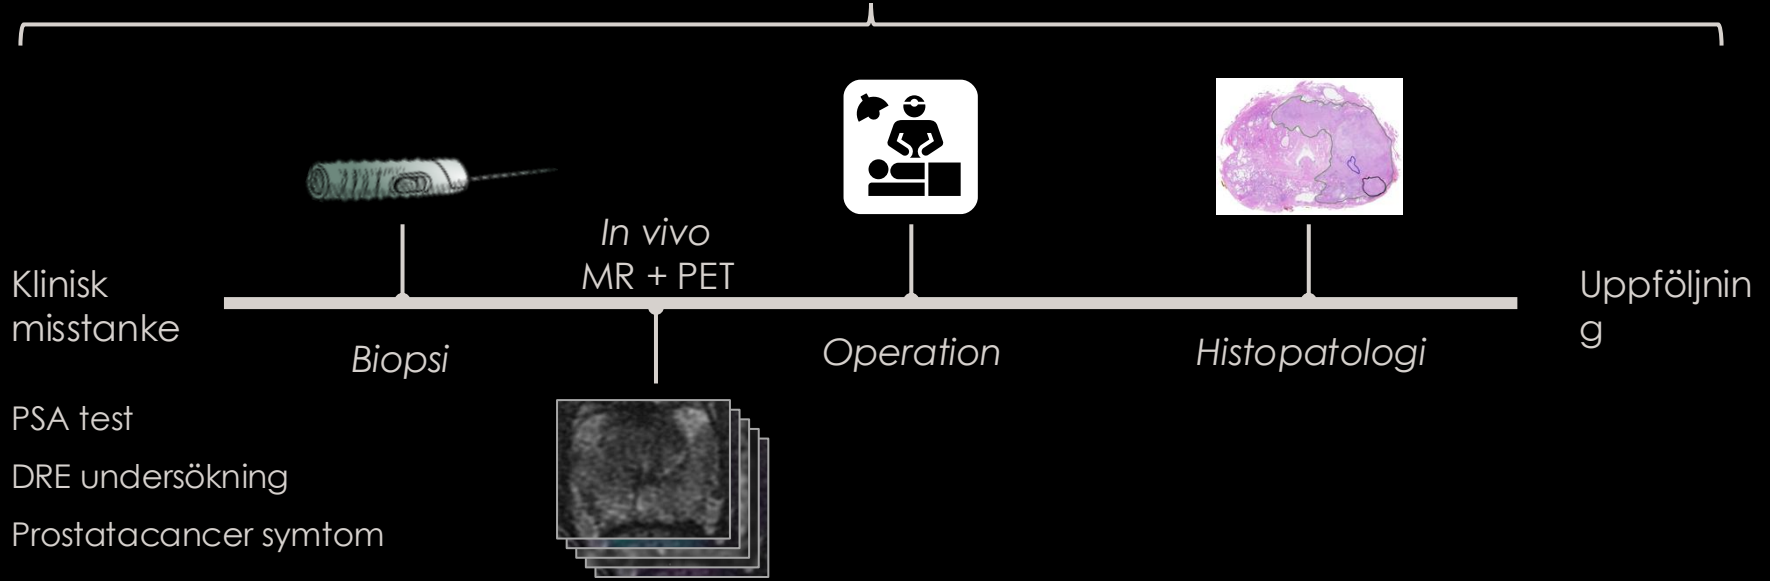 In vivo
MR + PET
Klinisk
misstanke
Uppföljnin
g
Biopsi
Operation
Histopatologi
PSA test
DRE undersökning
Prostatacancer symtom